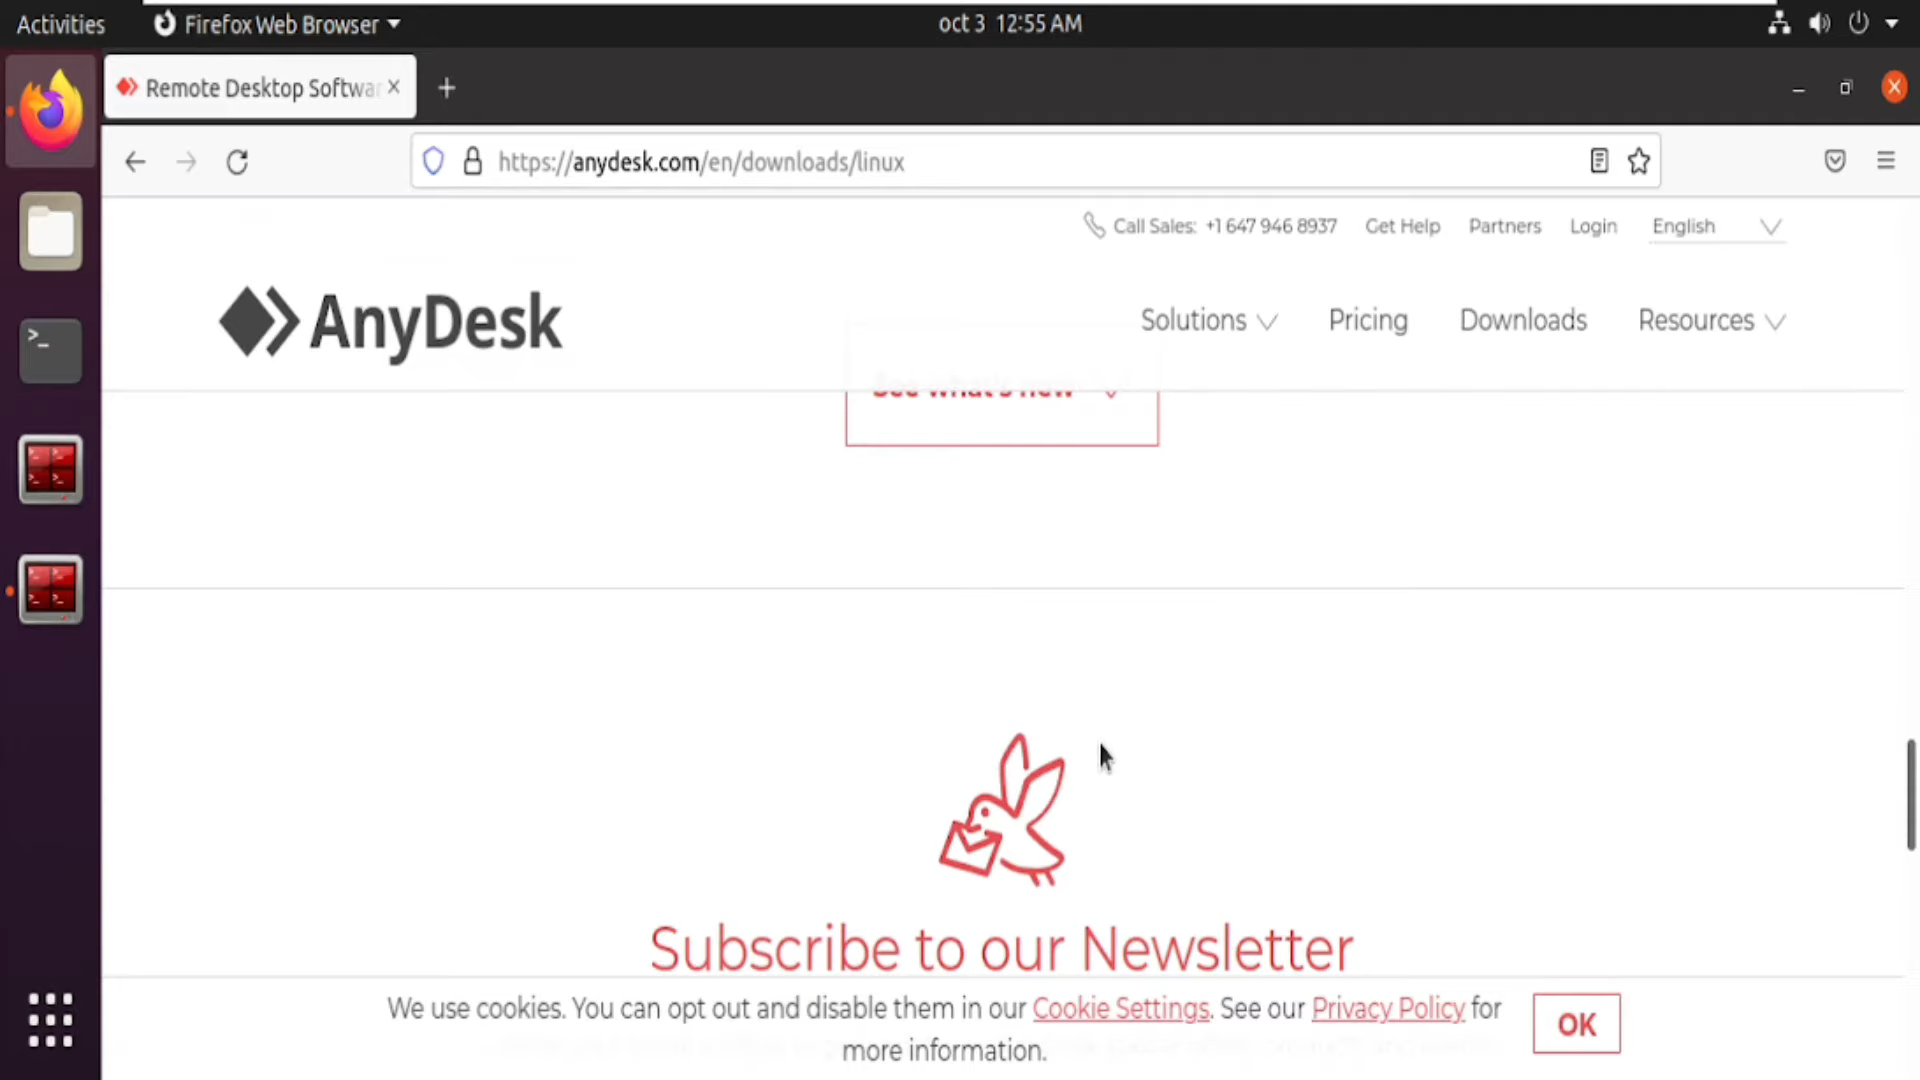 Activities
Firefox Web Browser
oct 3 12:55 AM
Remote Desktop Softwa
https://anydesk.com/en/downloads/linux
Call Sales: +1 647 946 8937
Get Help
Partners
Login
English
AnyDesk
Solutions
Pricing
Downloads
Resources
See what's new
Subscribe to our Newsletter
We use cookies. You can opt out and disable them in our Cookie Settings. See our Privacy Policy for
more information.
OK